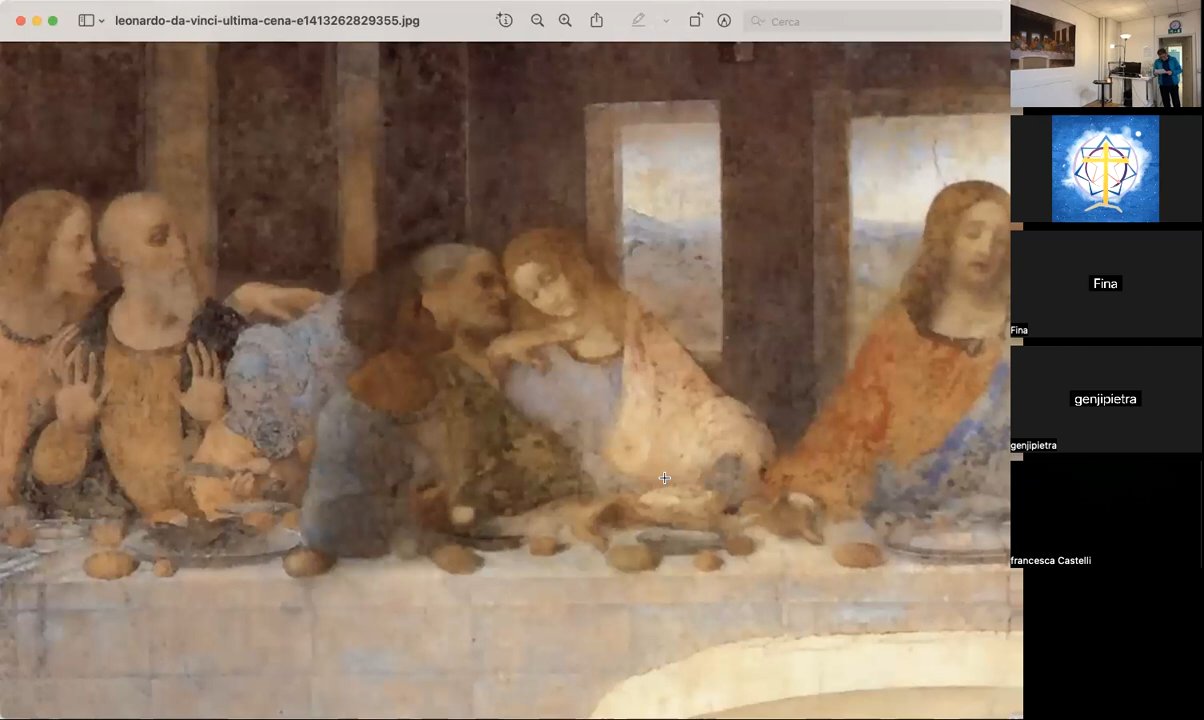 leonardo-da-vinci-ultima-cena-e1413262829355.jpg
Cerca
Fina
Fina
genjipietra
genjipietra
francesca Castelli